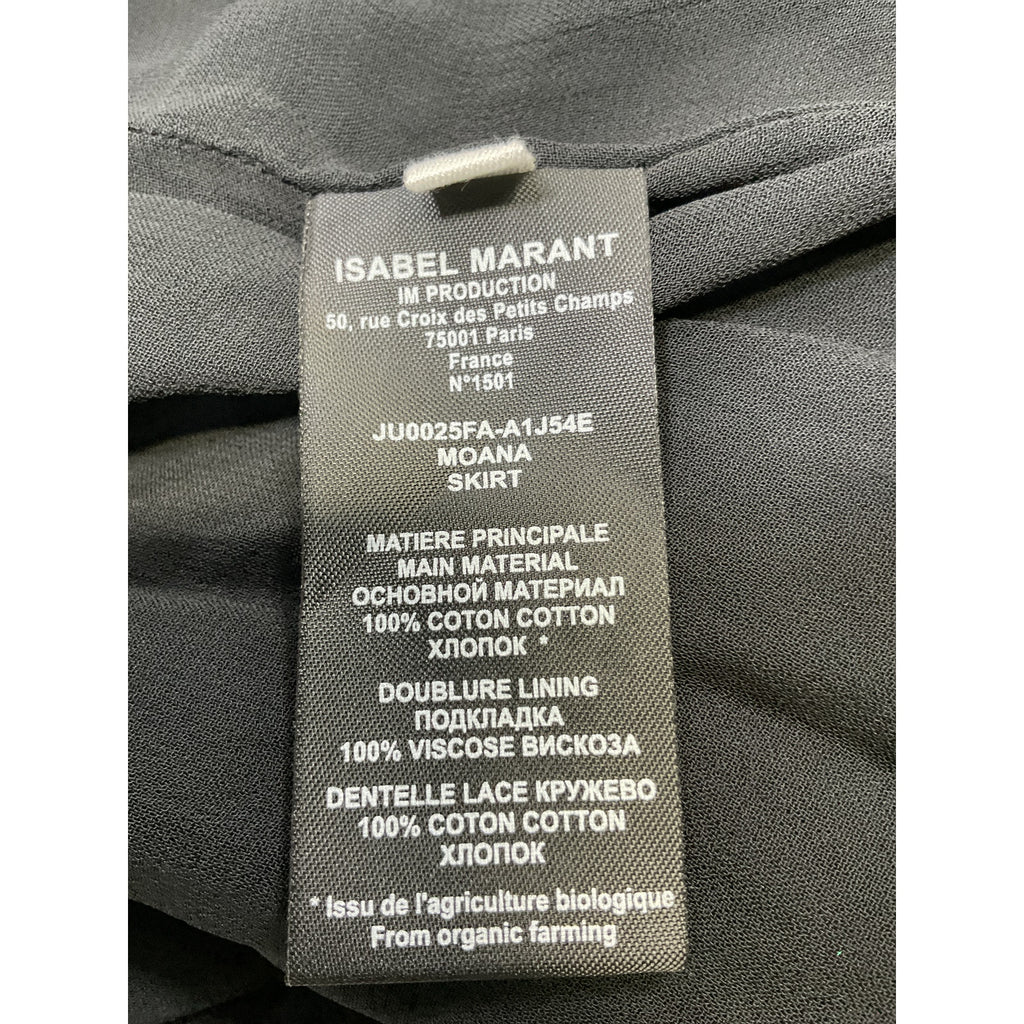 ISABEL MARANT
IM PRODUCTION
50, rue Croix des Petits Champs
75001 Paris
France
N°1501
JU0025FA-A1J54E
MOANA
SKIRT
MATIERE PRINCIPALE
MAIN MATERIAL
ОСНОВНОЙ МАТЕРИАЛ
100% COTON COTTON
ХЛОПОК *
DOUBLURE LINING
ПОДКЛАДКА
100% VISCOSE ВИСКОЗА
DENTELLE LACE КРУЖЕВО
100% COTON COTTON
ХЛОПОК
* Issu de l'agriculture biologique
From organic farming